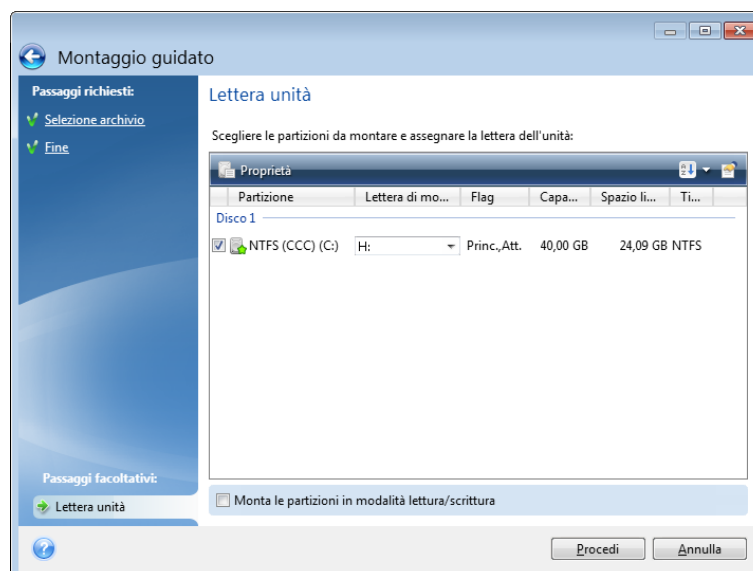 Montaggio guidato
Passaggi richiesti:
Selezione archivio
Fine
Passaggi facoltativi:
Lettera unità
Lettera unità
Scegliere le partizioni da montare e assegnare la lettera dell'unità:
Proprietà
Partizione Lettera di mo... Flag Capa... Spazio li... Ti...
Disco 1
NTFS (CCC) (C:) H: Princ.,Att. 40,00 GB 24,09 GB NTFS
Monta le partizioni in modalità lettura/scrittura
Procedi Annulla